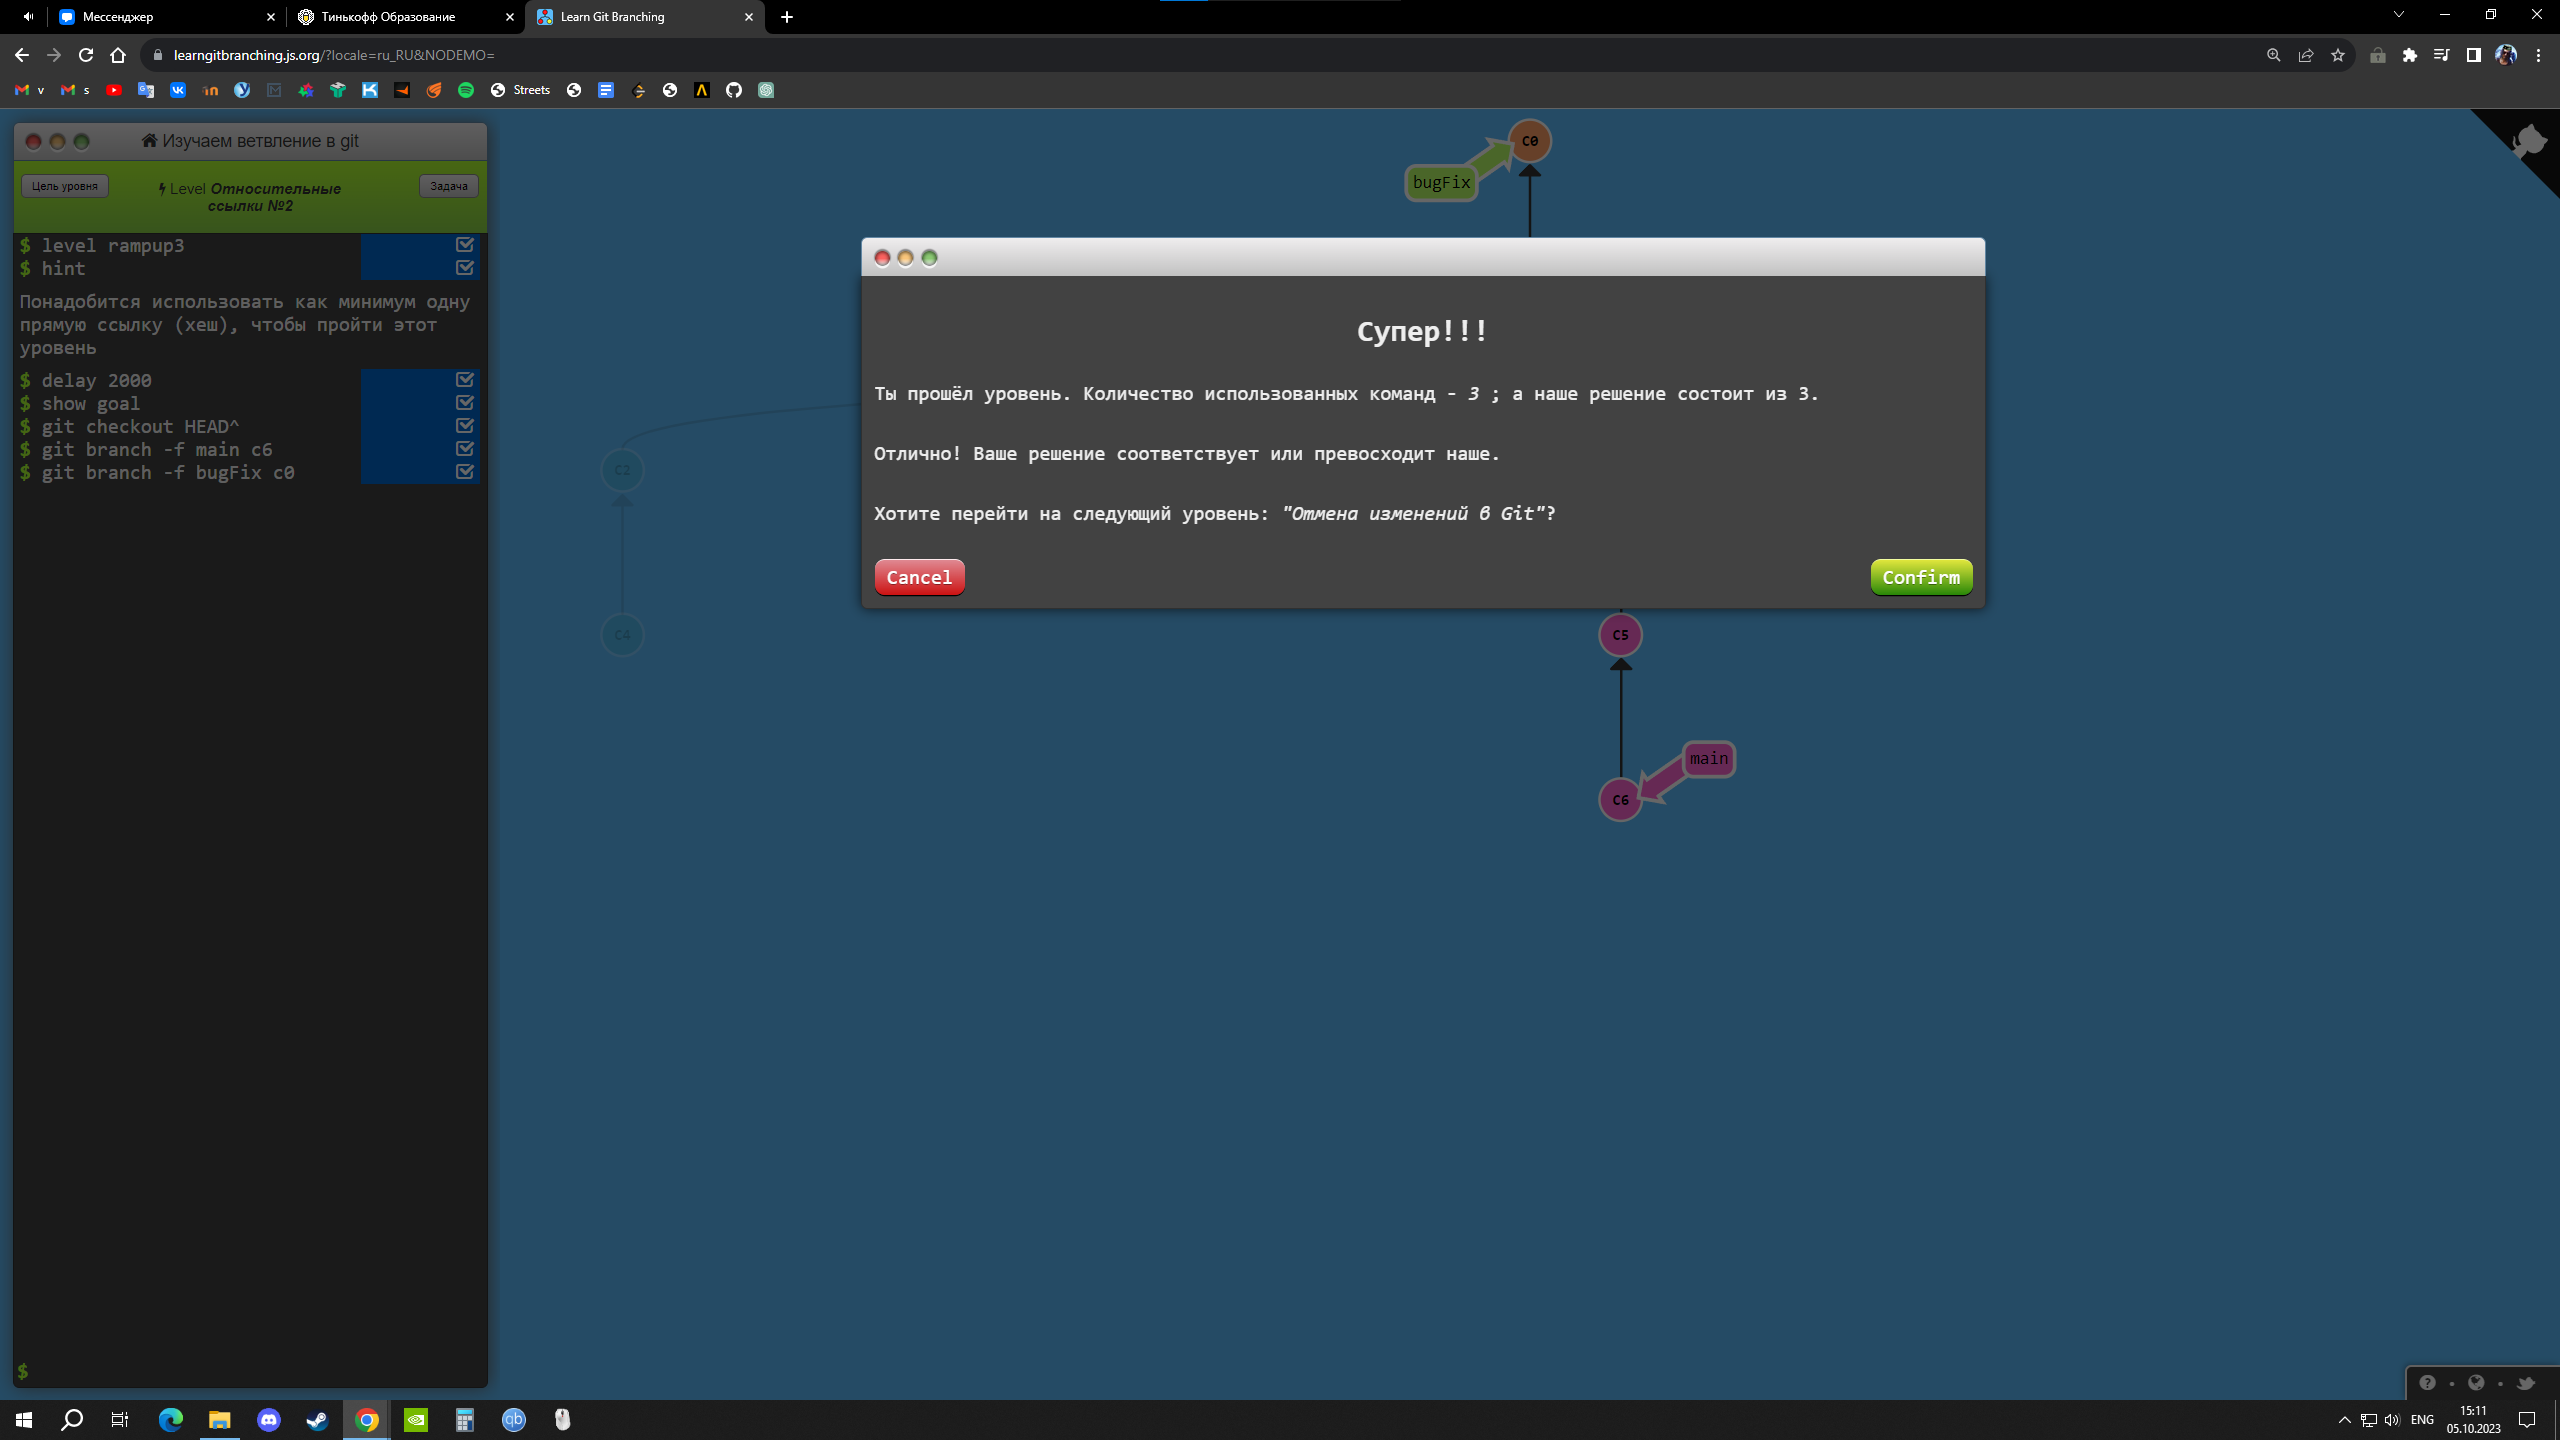 Мессенджер
Тинькофф Образование
Learn Git Branching
learngitbranching.js.org/?locale=ru_RU&NODEMO=
v
s
Streets
Изучаем ветвление в git
Цель уровня
Level Относительные
ссылки №2
Задача
$ level rampup3
$ hint
Понадобится использовать как минимум одну
прямую ссылку (хеш), чтобы пройти этот
уровень
$ delay 2000
$ show goal
$ git checkout HEAD^
$ git branch -f main c6
$ git branch -f bugFix c0
$
C0
bugFix
Супер!!!
Ты прошёл уровень. Количество использованных команд - 3 ; а наше решение состоит из 3.
Отлично! Ваше решение соответствует или превосходит наше.
Хотите перейти на следующий уровень: "Отмена изменений в Git"?
Cancel
Confirm
C2
C4
C5
main
C6
qb
ENG
15:11
05.10.2023